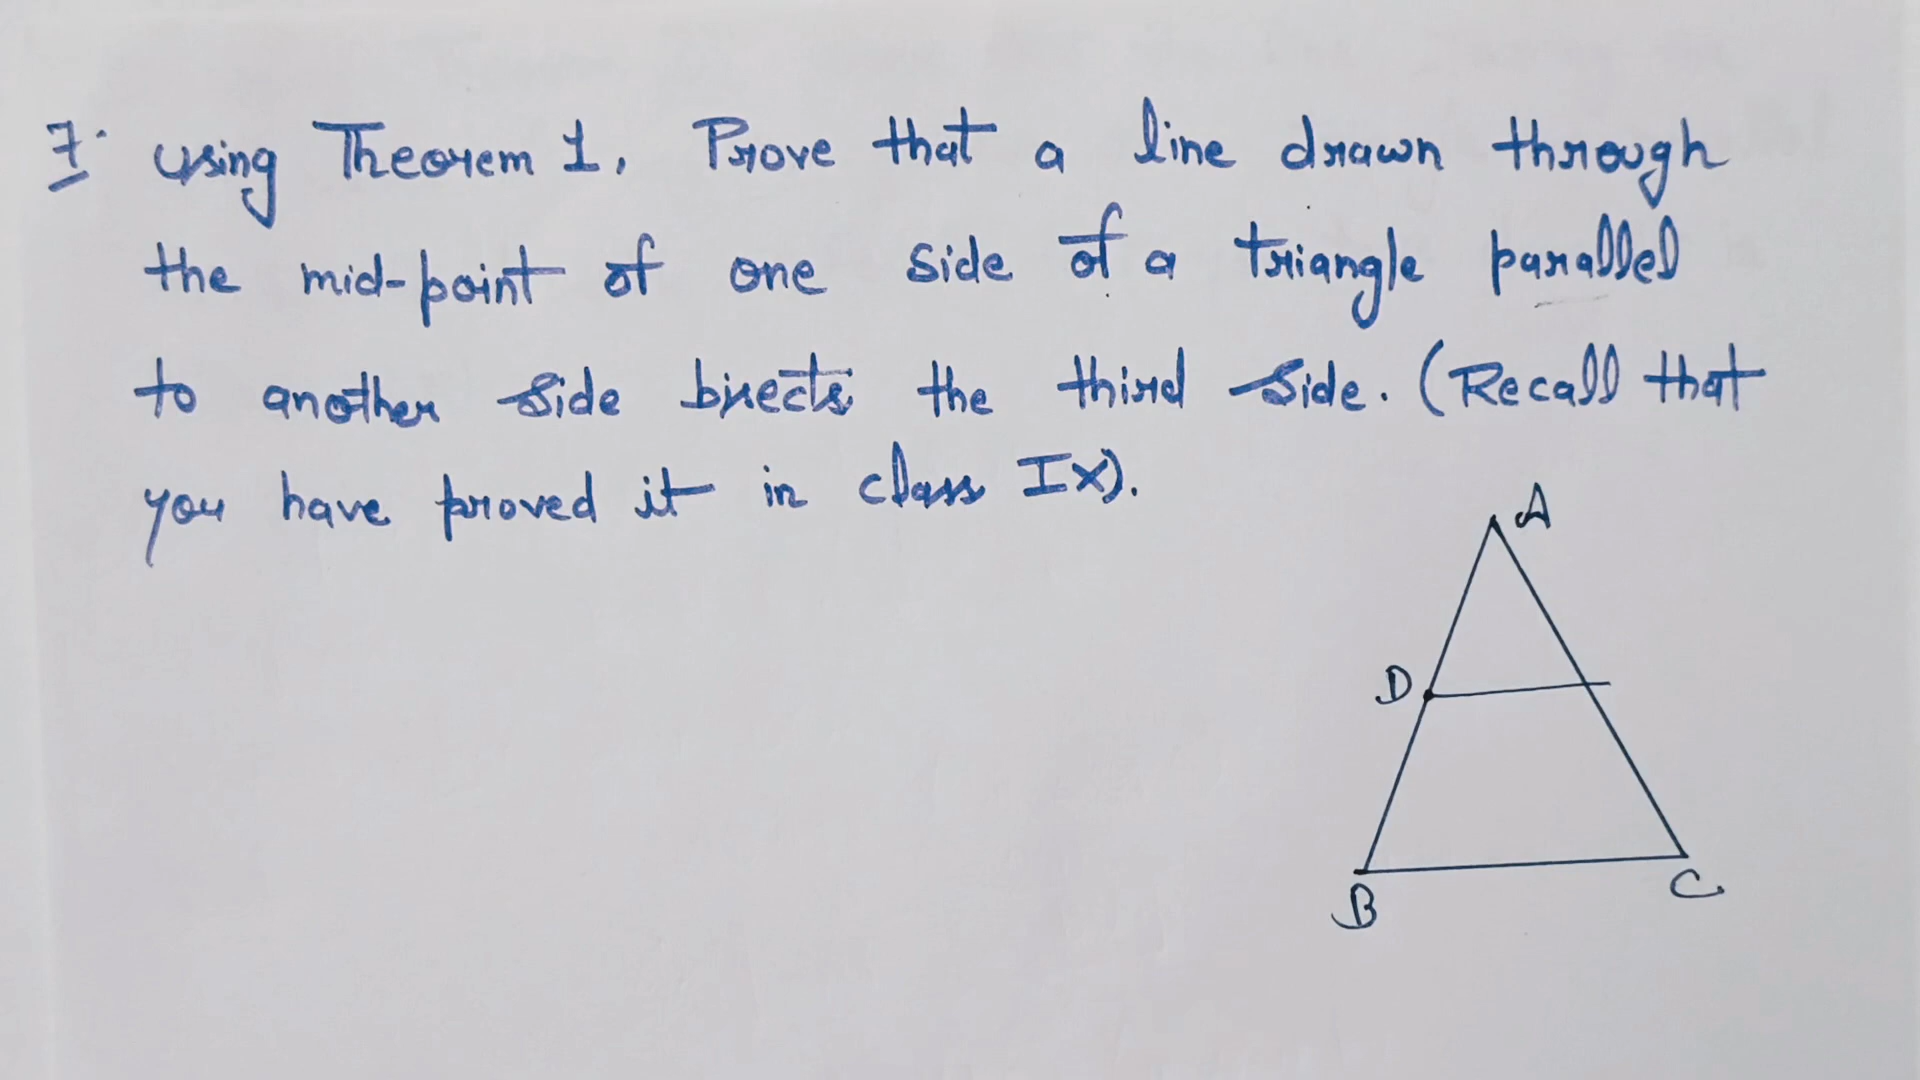 7. Using Theorem 1, Prove that a line drawn through
the mid-point of one side of a triangle parallel
to another side bisects the third side. (Recall that
you have proved it in class IX).
A
D
B
C